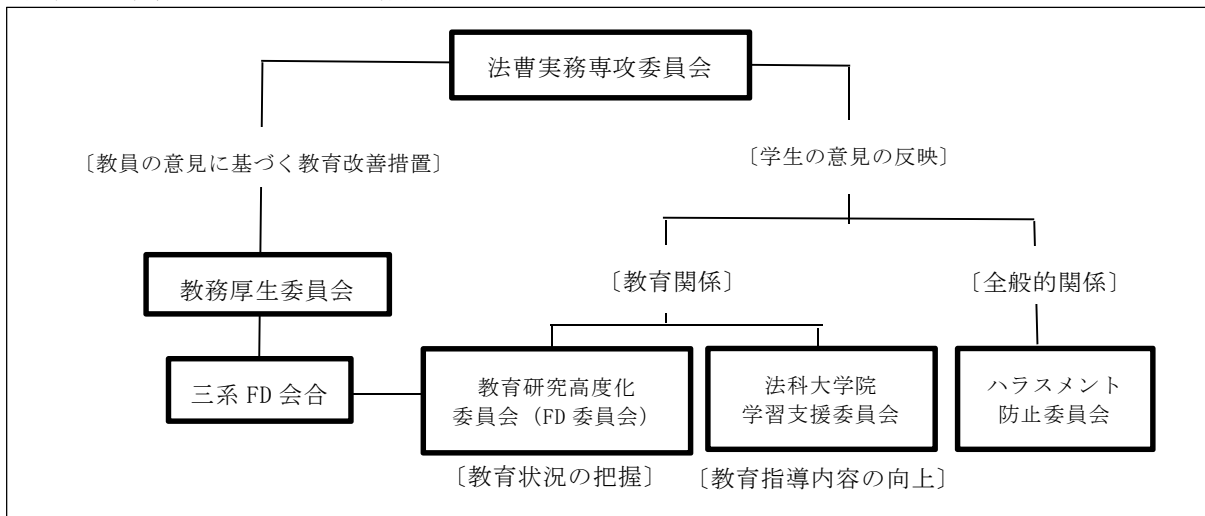 法曹実務専攻委員会
〔教員の意見に基づく教育改善措置〕
〔学生の意見の反映〕
教務厚生委員会
〔教育関係〕
〔全般的関係〕
三系 FD 会合
教育研究高度化
委員会（FD 委員会）
法科大学院
学習支援委員会
ハラスメント
防止委員会
〔教育状況の把握〕
〔教育指導内容の向上〕